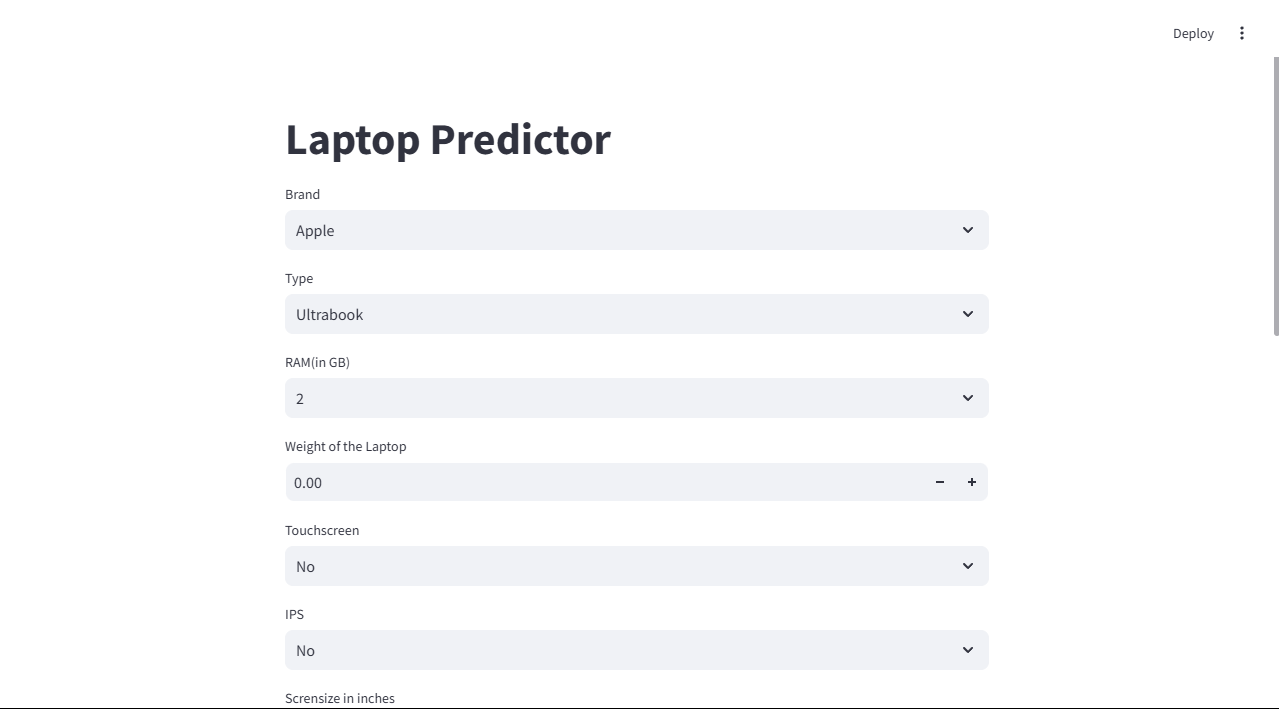 Deploy
Laptop Predictor
Brand
Apple
Type
Ultrabook
RAM(in GB)
2
Weight of the Laptop
0.00
Touchscreen
No
IPS
No
Scrensize in inches